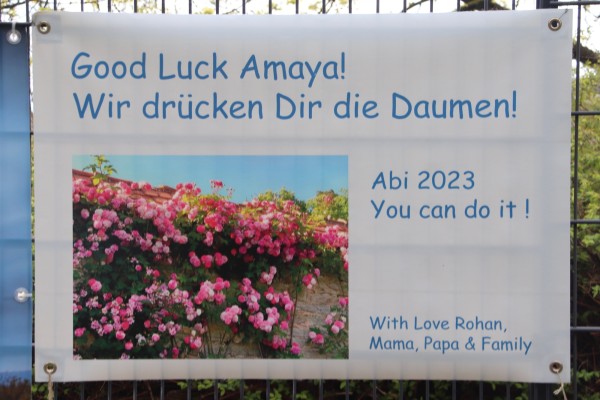 Good Luck Amaya!
Wir drücken Dir die Daumen!
Abi 2023
You can do it !
With Love Rohan,
Mama, Papa & Family